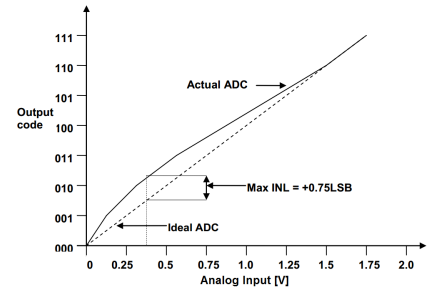 111
110
Actual ADC
101
Output
code
100
011
Max INL = +0.75LSB
010
001
Ideal ADC
000
0 0.25 0.5 0.75 1.00 1.25 1.5 1.75 2.0
Analog Input [V]